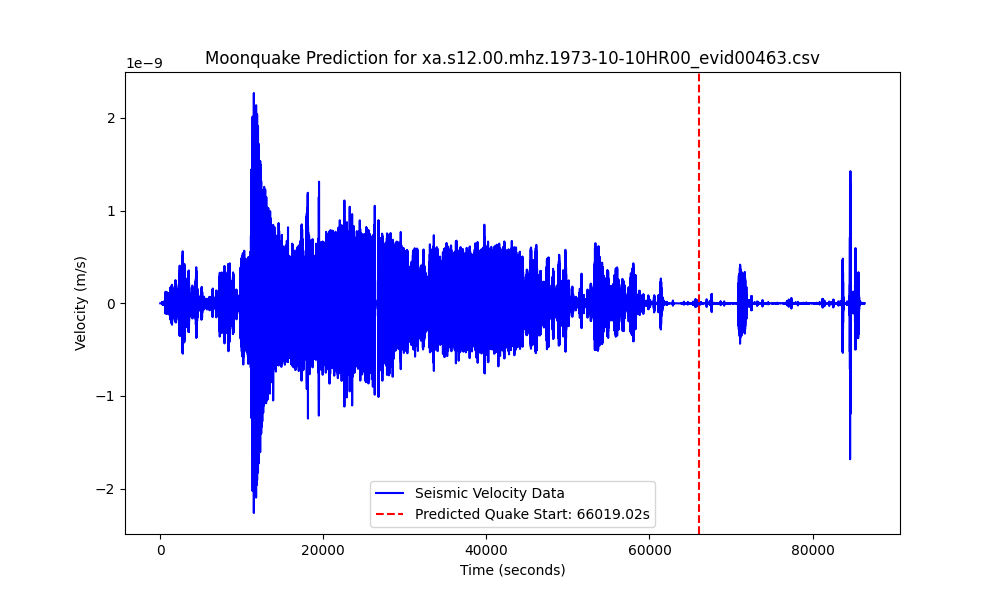 Moonquake Prediction for xa.s12.00.mhz.1973-10-10HR00_evid00463.csv
1e−9
2
1
0
−1
−2
Velocity (m/s)
Seismic Velocity Data
Predicted Quake Start: 66019.02s
0 20000 40000 60000 80000
Time (seconds)